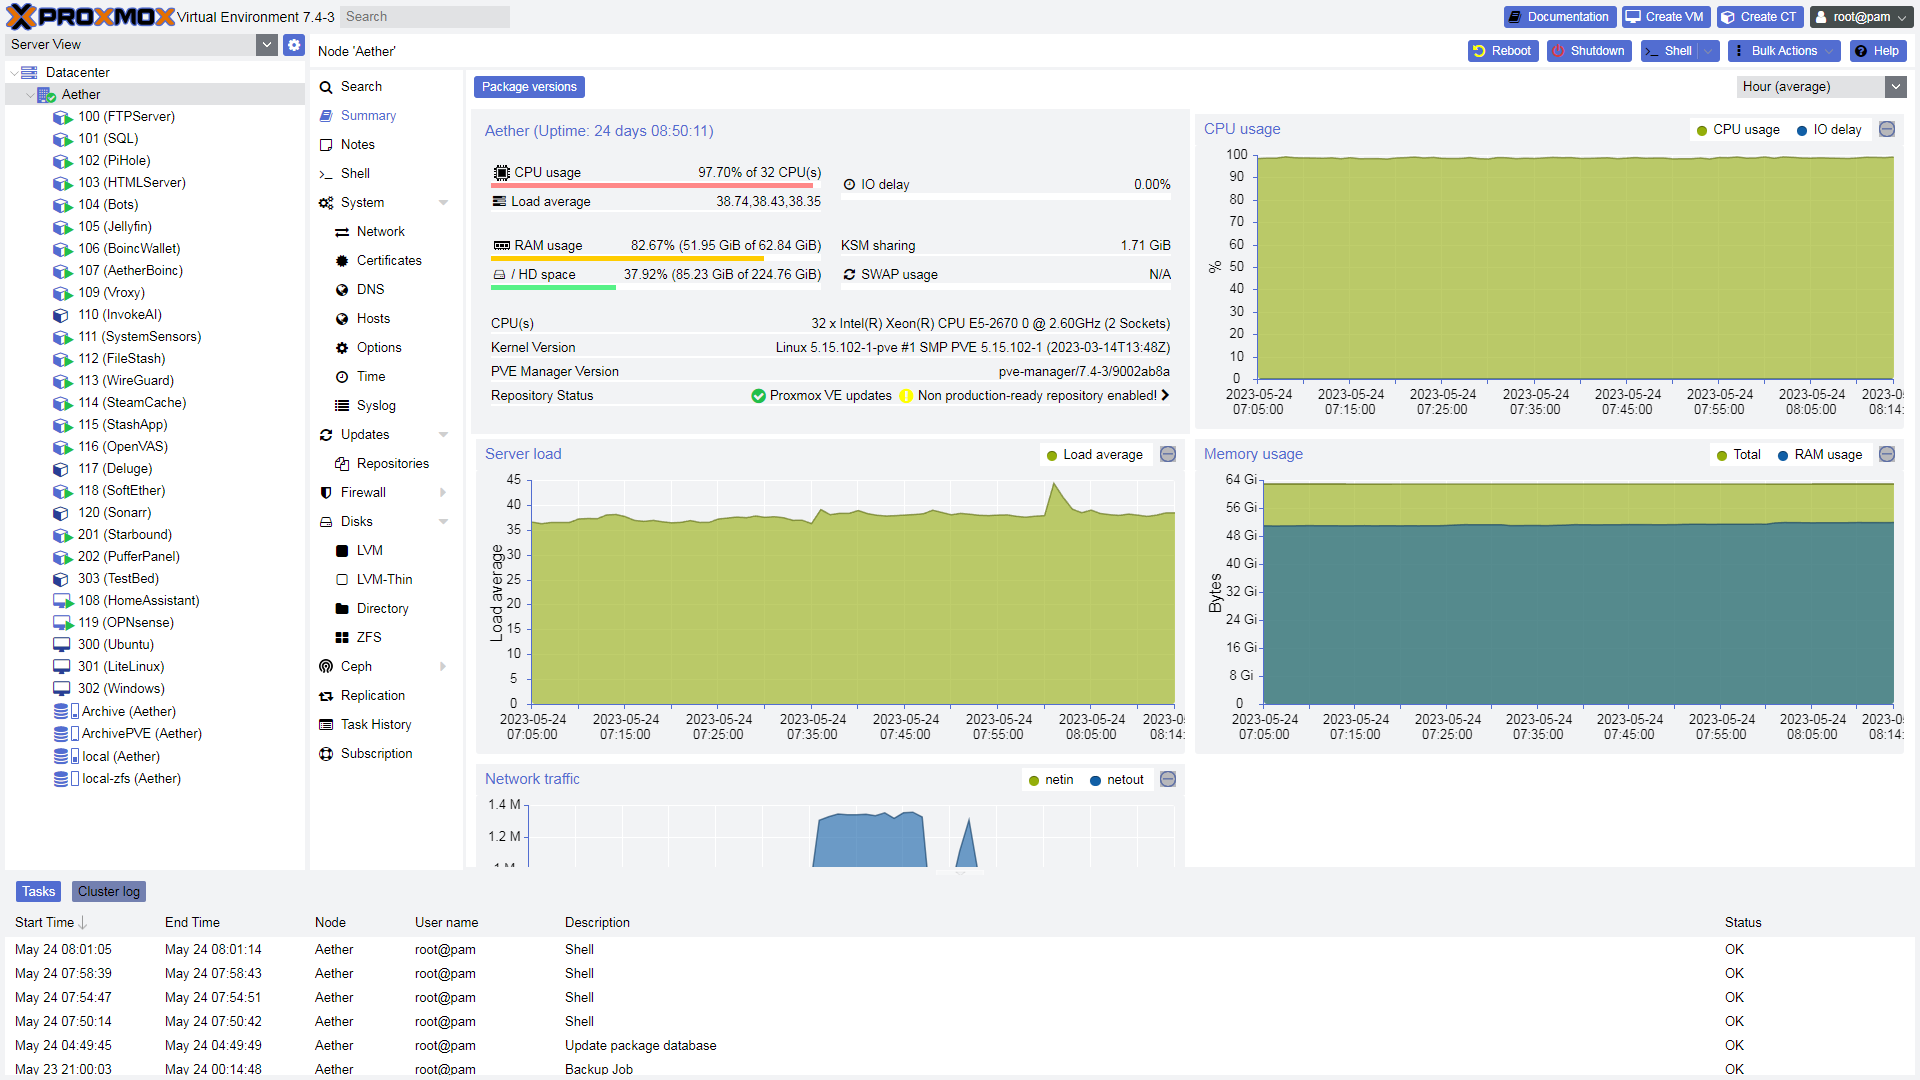 PROXMOX Virtual Environment 7.4-3 Search Documentation Create VM Create CT root@pam
Server View Node 'Aether' Reboot Shutdown Shell Bulk Actions Help
Datacenter
Aether
100 (FTPServer)
101 (SQL)
102 (PiHole)
103 (HTMLServer)
104 (Bots)
105 (Jellyfin)
106 (BoincWallet)
107 (AetherBoinc)
109 (Vroxy)
110 (InvokeAI)
111 (SystemSensors)
112 (FileStash)
113 (WireGuard)
114 (SteamCache)
115 (StashApp)
116 (OpenVAS)
117 (Deluge)
118 (SoftEther)
120 (Sonarr)
201 (Starbound)
202 (PufferPanel)
303 (TestBed)
108 (HomeAssistant)
119 (OPNsense)
300 (Ubuntu)
301 (LiteLinux)
302 (Windows)
Archive (Aether)
ArchivePVE (Aether)
local (Aether)
local-zfs (Aether)
Search
Summary
Notes
Shell
System
Network
Certificates
DNS
Hosts
Options
Time
Syslog
Updates
Repositories
Firewall
Disks
LVM
LVM-Thin
Directory
ZFS
Ceph
Replication
Task History
Subscription
Package versions Hour (average)
Aether (Uptime: 24 days 08:50:11)
CPU usage 97.70% of 32 CPU(s)
IO delay 0.00%
Load average 38.74,38.43,38.35
RAM usage 82.67% (51.95 GiB of 62.84 GiB)
KSM sharing 1.71 GiB
/ HD space 37.92% (85.23 GiB of 224.76 GiB)
SWAP usage N/A
CPU(s) 32 x Intel(R) Xeon(R) CPU E5-2670 0 @ 2.60GHz (2 Sockets)
Kernel Version Linux 5.15.102-1-pve #1 SMP PVE 5.15.102-1 (2023-03-14T13:48Z)
PVE Manager Version pve-manager/7.4-3/9002ab8a
Repository Status Proxmox VE updates Non production-ready repository enabled!
CPU usage CPU usage IO delay
100
90
80
70
60
50
40
30
20
10
0
%
2023-05-24 2023-05-24 2023-05-24 2023-05-24 2023-05-24 2023-05-24 2023-05-24 2023-0
07:05:00 07:15:00 07:25:00 07:35:00 07:45:00 07:55:00 08:05:00 08:14:
Server load Load average
45
40
35
30
25
20
15
10
5
0
Load average
2023-05-24 2023-05-24 2023-05-24 2023-05-24 2023-05-24 2023-05-24 2023-05-24 2023-0
07:05:00 07:15:00 07:25:00 07:35:00 07:45:00 07:55:00 08:05:00 08:14:
Memory usage Total RAM usage
64 Gi
56 Gi
48 Gi
40 Gi
32 Gi
24 Gi
16 Gi
8 Gi
0
Bytes
2023-05-24 2023-05-24 2023-05-24 2023-05-24 2023-05-24 2023-05-24 2023-05-24 2023-0
07:05:00 07:15:00 07:25:00 07:35:00 07:45:00 07:55:00 08:05:00 08:14:
Network traffic netin netout
1.4 M
1.2 M
1 M
Tasks Cluster log
Start Time End Time Node User name Description Status
May 24 08:01:05 May 24 08:01:14 Aether root@pam Shell OK
May 24 07:58:39 May 24 07:58:43 Aether root@pam Shell OK
May 24 07:54:47 May 24 07:54:51 Aether root@pam Shell OK
May 24 07:50:14 May 24 07:50:42 Aether root@pam Shell OK
May 24 04:49:45 May 24 04:49:49 Aether root@pam Update package database OK
May 23 21:00:03 May 24 00:14:48 Aether root@pam Backup Job OK